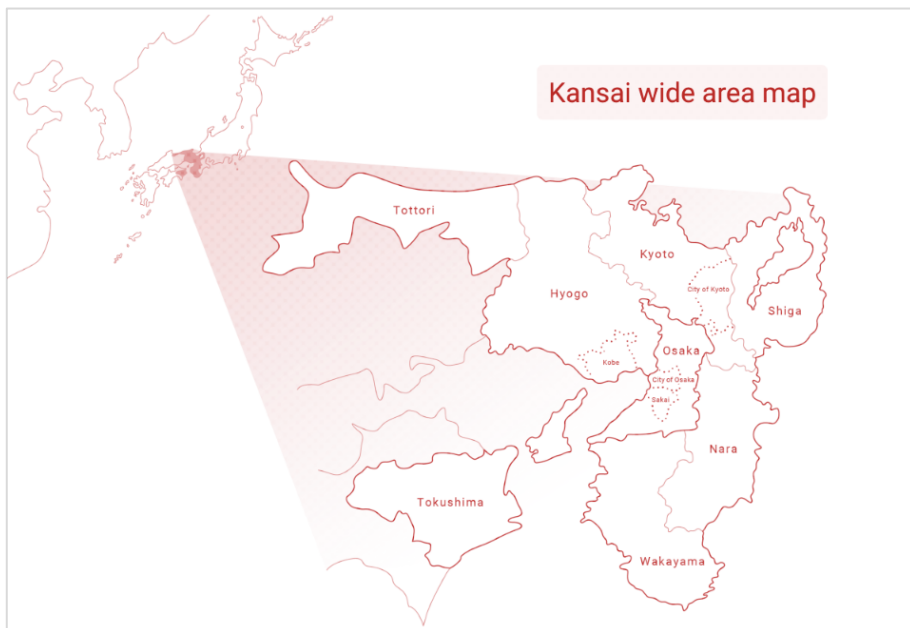 Kansai wide area map
Tottori
Kyoto
City of Kyoto
Hyogo
Shiga
Osaka
Kobe
City of Osaka
Sakai
Nara
Tokushima
Wakayama